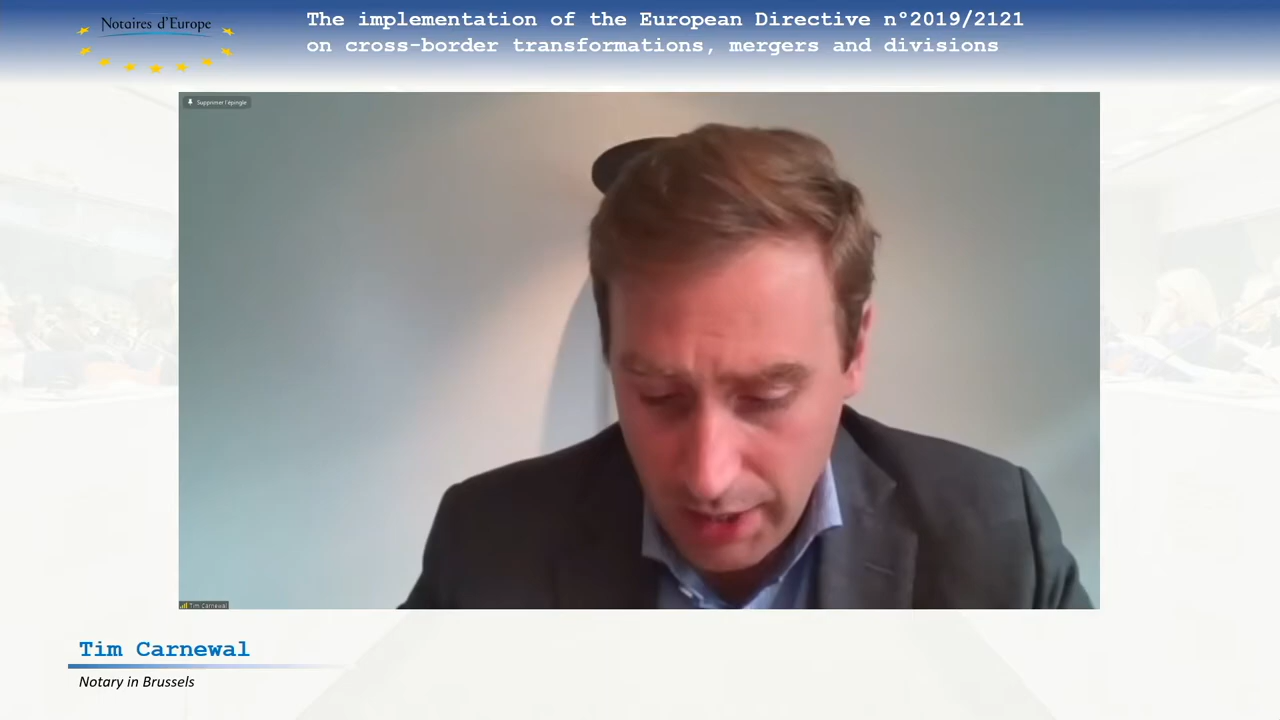 Notaires d'Europe
The implementation of the European Directive n°2019/2121
on cross-border transformations, mergers and divisions
Supprimer l'épingle
Tim Carnewal
Tim Carnewal
Notary in Brussels